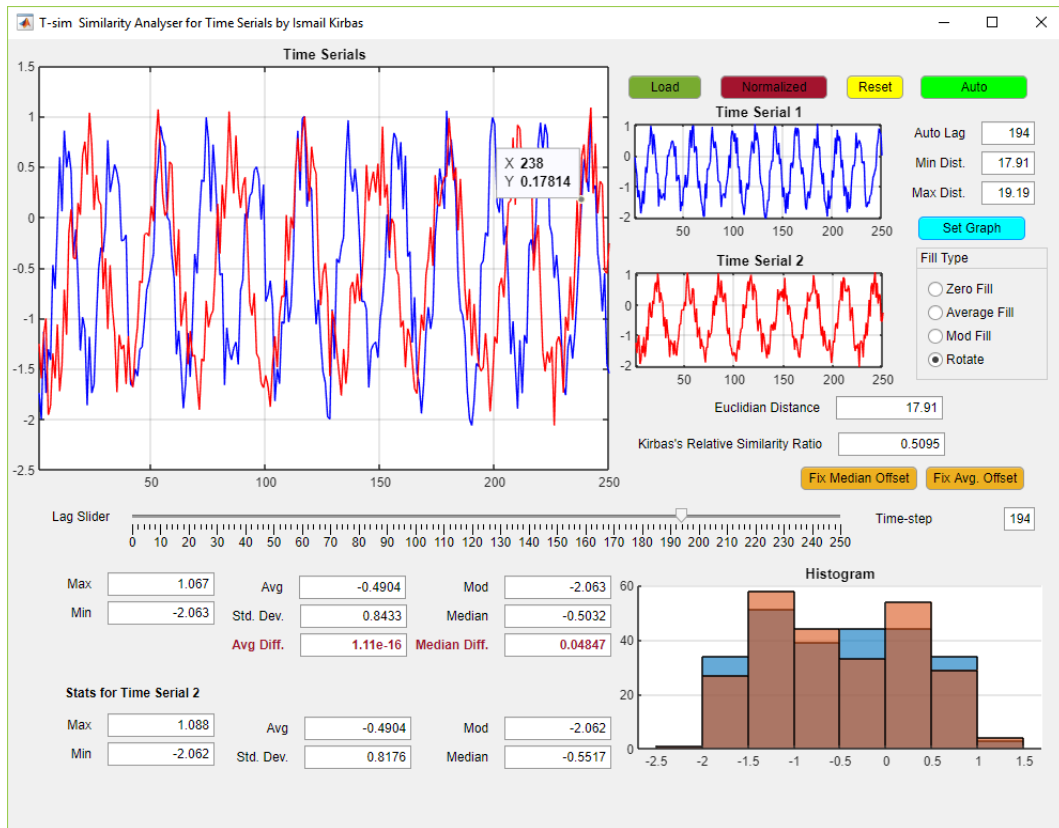 T-sim Similarity Analyser for Time Serials by Ismail Kirbas
Time Serials
1.5
1
0.5
0
-0.5
-1
-1.5
-2
-2.5
50 100 150 200 250
X 238
Y 0.17814
Load Normalized Reset Auto
Time Serial 1
1
0
-1
-2
50 100 150 200 250
Auto Lag 194
Min Dist. 17.91
Max Dist. 19.19
Set Graph
Time Serial 2
1
0
-1
-2
50 100 150 200 250
Fill Type
Zero Fill
Average Fill
Mod Fill
Rotate
Euclidian Distance 17.91
Kirbas's Relative Similarity Ratio 0.5095
Fix Median Offset Fix Avg. Offset
Lag Slider
0 10 20 30 40 50 60 70 80 90 100 110 120 130 140 150 160 170 180 190 200 210 220 230 240 250
Time-step 194
Max 1.067 Avg -0.4904 Mod -2.063
Min -2.063 Std. Dev. 0.8433 Median -0.5032
Avg Diff. 1.11e-16 Median Diff. 0.04847
Stats for Time Serial 2
Max 1.088 Avg -0.4904 Mod -2.062
Min -2.062 Std. Dev. 0.8176 Median -0.5517
Histogram
60
40
20
0
-2.5 -2 -1.5 -1 -0.5 0 0.5 1 1.5